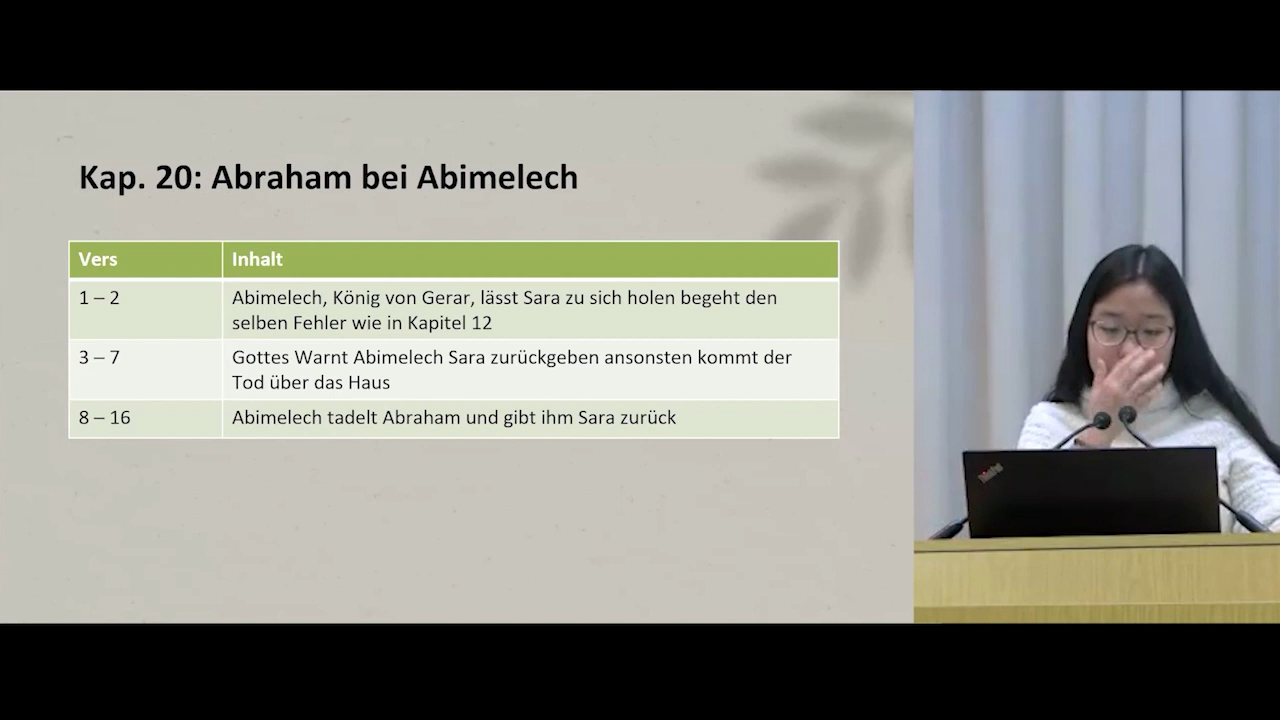 Kap. 20: Abraham bei Abimelech
Vers Inhalt
1 – 2 Abimelech, König von Gerar, lässt Sara zu sich holen begeht den
selben Fehler wie in Kapitel 12
3 – 7 Gottes Warnt Abimelech Sara zurückgeben ansonsten kommt der
Tod über das Haus
8 – 16 Abimelech tadelt Abraham und gibt ihm Sara zurück
ThinkPad